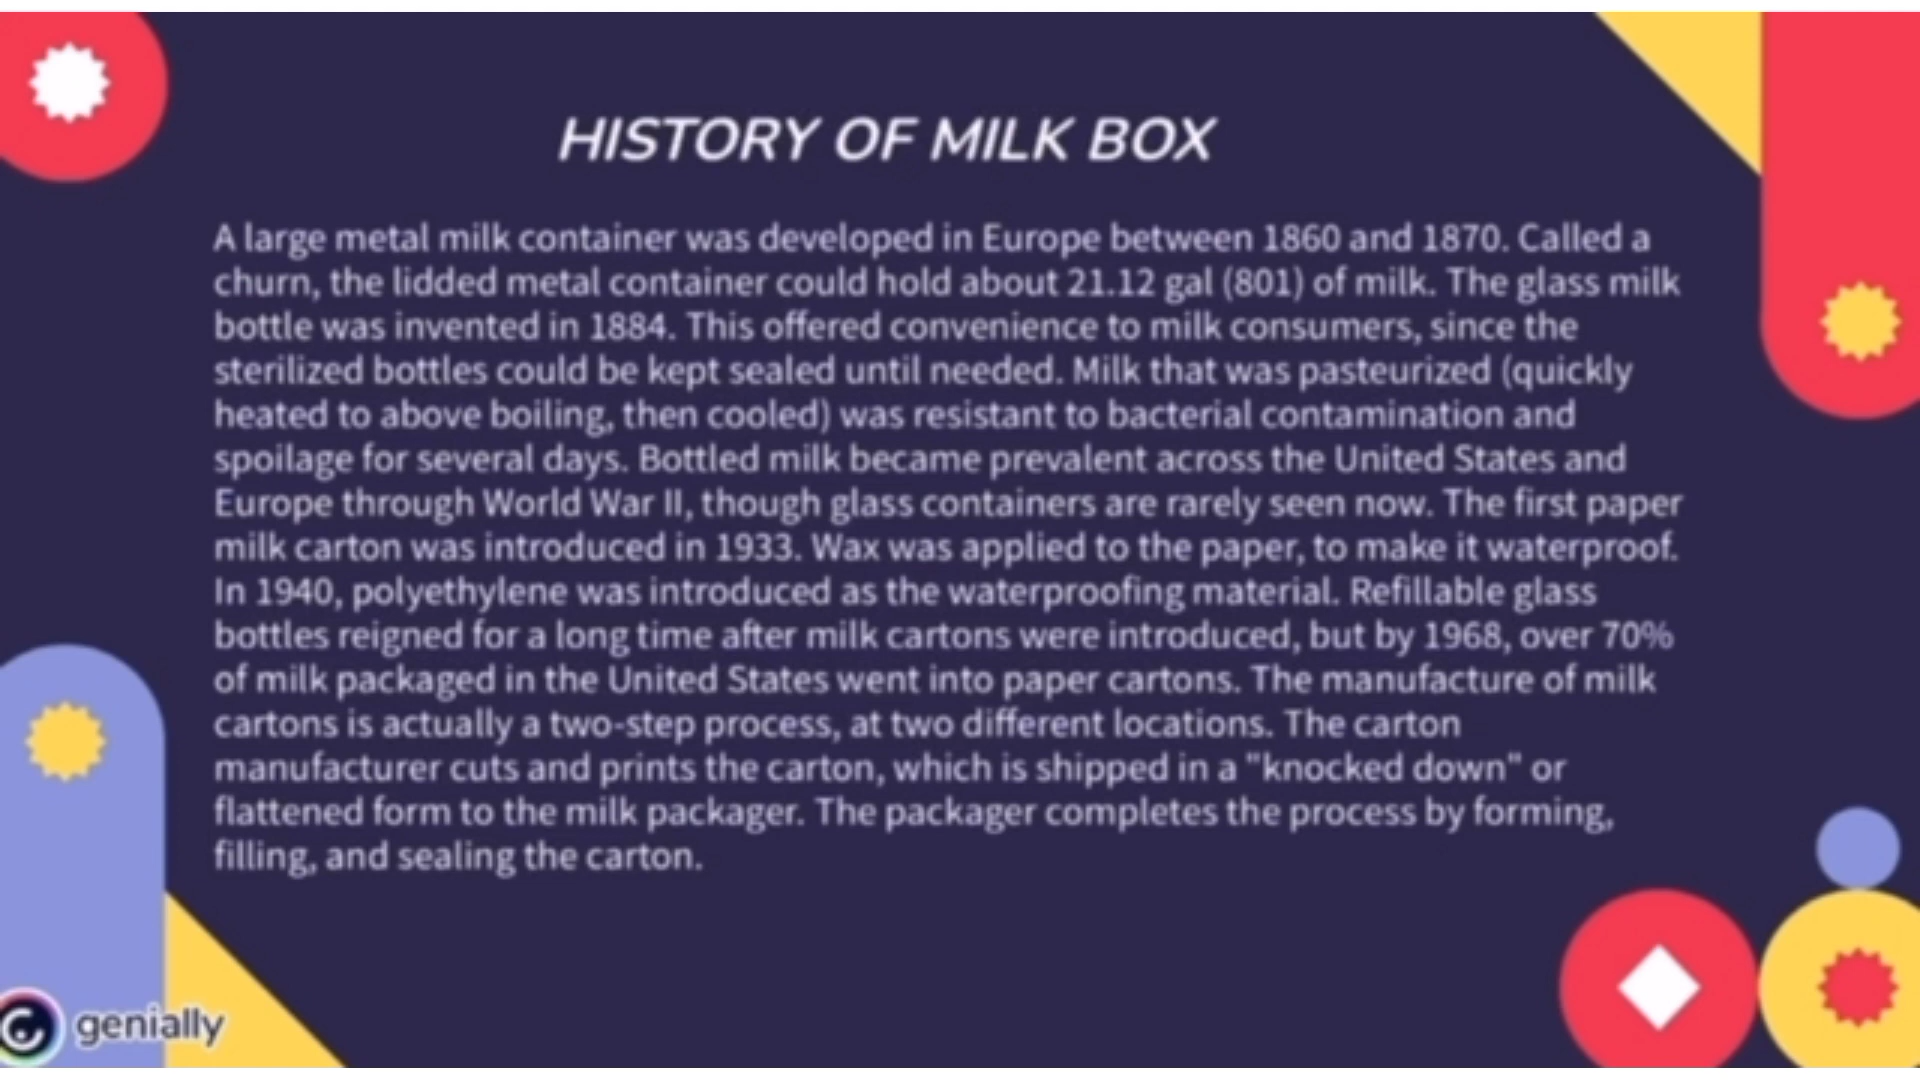 HISTORY OF MILK BOX
A large metal milk container was developed in Europe between 1860 and 1870. Called a
churn, the lidded metal container could hold about 21.12 gal (801) of milk. The glass milk
bottle was invented in 1884. This offered convenience to milk consumers, since the
sterilized bottles could be kept sealed until needed. Milk that was pasteurized (quickly
heated to above boiling, then cooled) was resistant to bacterial contamination and
spoilage for several days. Bottled milk became prevalent across the United States and
Europe through World War II, though glass containers are rarely seen now. The first paper
milk carton was introduced in 1933. Wax was applied to the paper, to make it waterproof.
In 1940, polyethylene was introduced as the waterproofing material. Refillable glass
bottles reigned for a long time after milk cartons were introduced, but by 1968, over 70%
of milk packaged in the United States went into paper cartons. The manufacture of milk
cartons is actually a two-step process, at two different locations. The carton
manufacturer cuts and prints the carton, which is shipped in a "knocked down" or
flattened form to the milk packager. The packager completes the process by forming,
filling, and sealing the carton.
genially